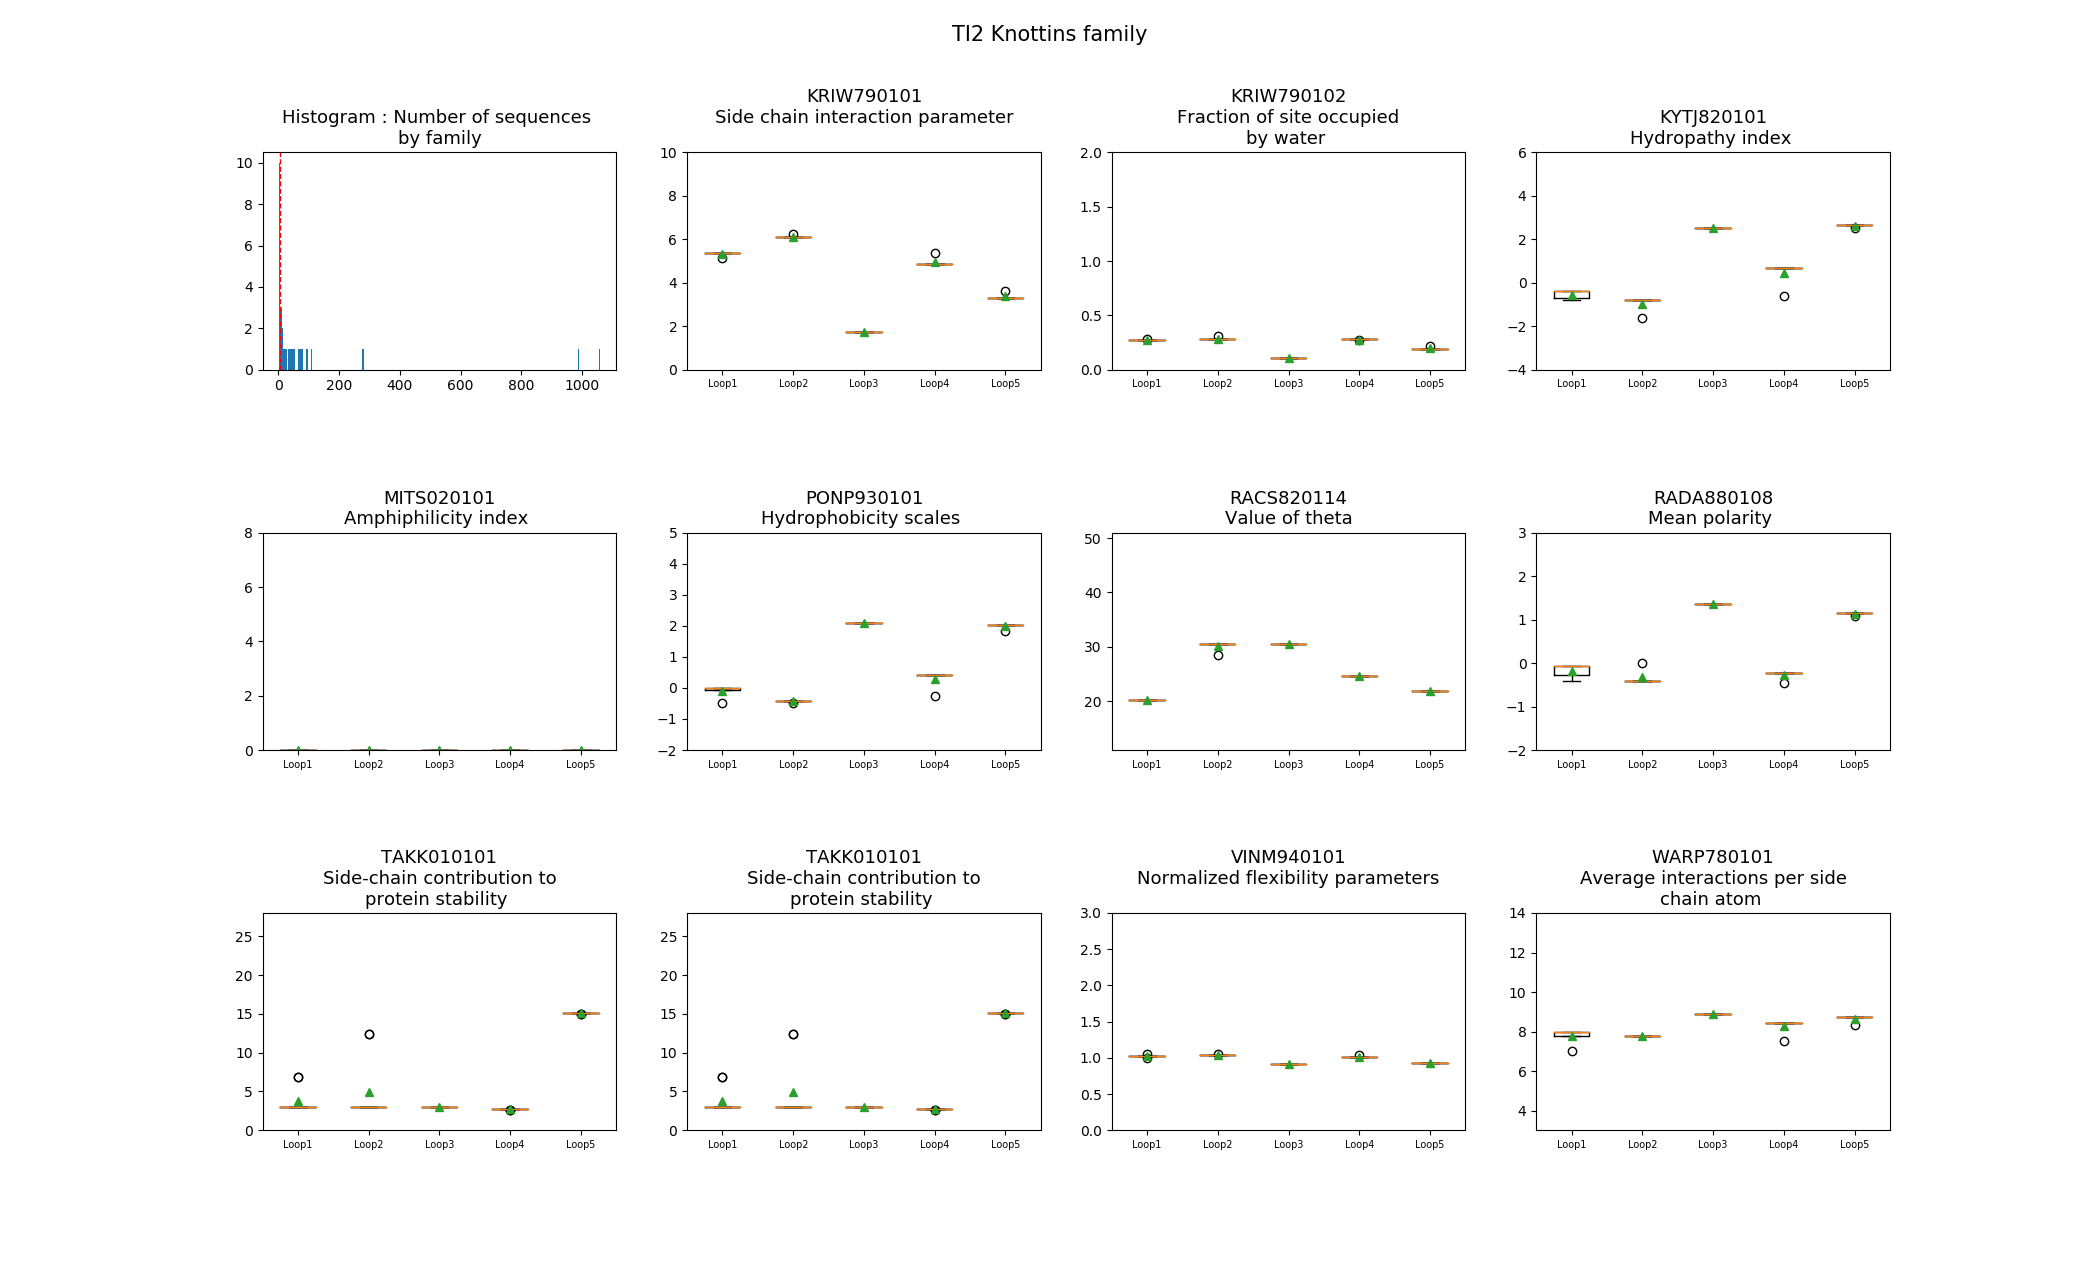 TI2 Knottins family
Histogram : Number of sequences
by family
10
8
6
4
2
0
0 200 400 600 800 1000
KRIW790101
Side chain interaction parameter
10
8
6
4
2
0
Loop1 Loop2 Loop3 Loop4 Loop5
KRIW790102
Fraction of site occupied
by water
2.0
1.5
1.0
0.5
0.0
Loop1 Loop2 Loop3 Loop4 Loop5
KYTJ820101
Hydropathy index
6
4
2
0
−2
−4
Loop1 Loop2 Loop3 Loop4 Loop5
MITS020101
Amphiphilicity index
8
6
4
2
0
Loop1 Loop2 Loop3 Loop4 Loop5
PONP930101
Hydrophobicity scales
5
4
3
2
1
0
−1
−2
Loop1 Loop2 Loop3 Loop4 Loop5
RACS820114
Value of theta
50
40
30
20
Loop1 Loop2 Loop3 Loop4 Loop5
RADA880108
Mean polarity
3
2
1
0
−1
−2
Loop1 Loop2 Loop3 Loop4 Loop5
TAKK010101
Side-chain contribution to
protein stability
25
20
15
10
5
0
Loop1 Loop2 Loop3 Loop4 Loop5
TAKK010101
Side-chain contribution to
protein stability
25
20
15
10
5
0
Loop1 Loop2 Loop3 Loop4 Loop5
VINM940101
Normalized flexibility parameters
3.0
2.5
2.0
1.5
1.0
0.5
0.0
Loop1 Loop2 Loop3 Loop4 Loop5
WARP780101
Average interactions per side
chain atom
14
12
10
8
6
4
Loop1 Loop2 Loop3 Loop4 Loop5